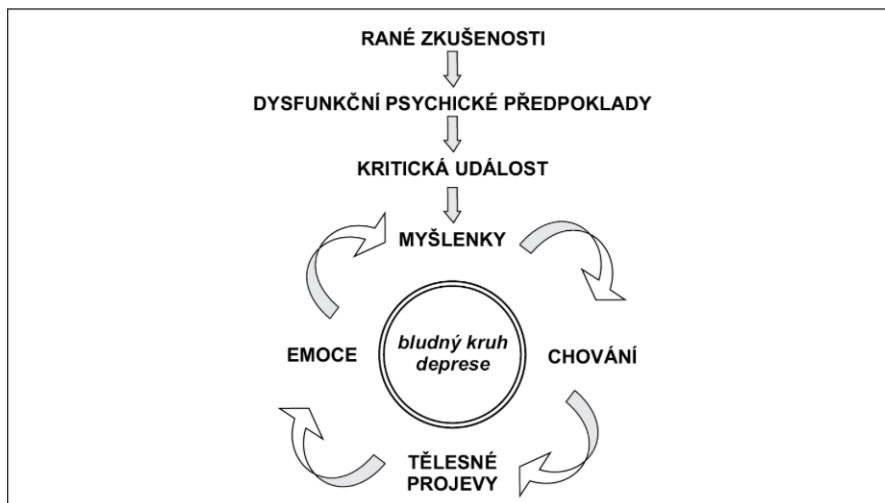 RANÉ ZKUŠENOSTI
DYSFUNKČNÍ PSYCHICKÉ PŘEDPOKLADY
KRITICKÁ UDÁLOST
MYŠLENKY
EMOCE
bludný kruh
deprese
CHOVÁNÍ
TĚLESNÉ
PROJEVY